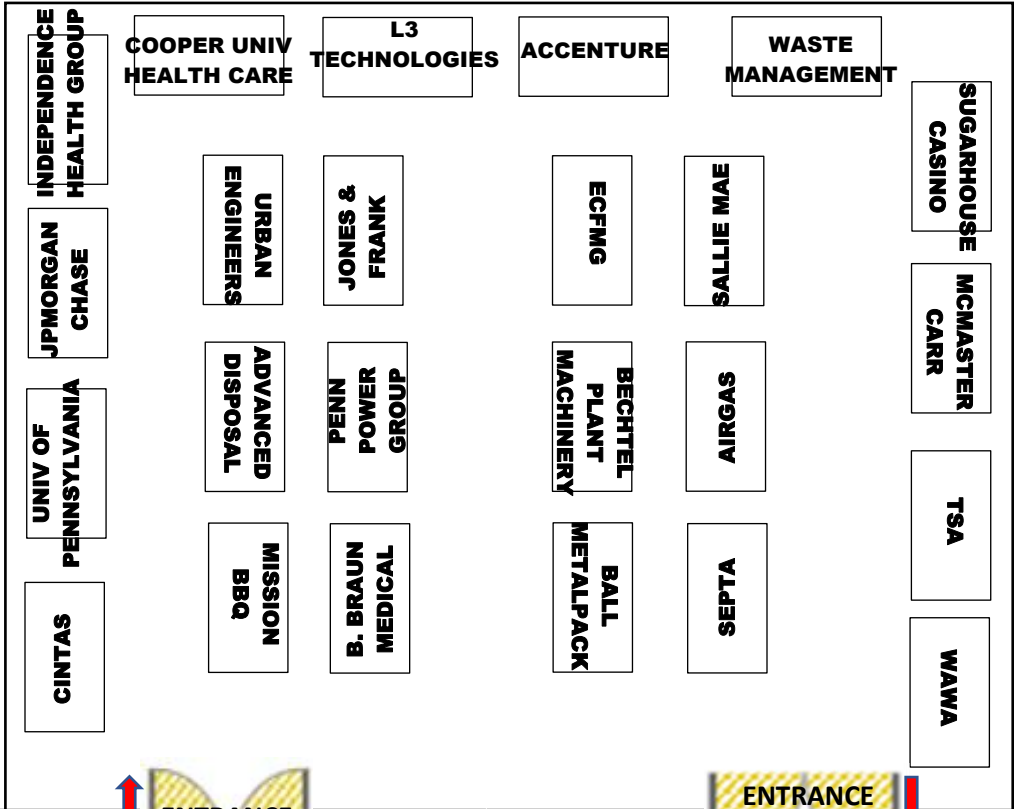 INDEPENDENCE
HEALTH GROUP
COOPER UNIV
HEALTH CARE
L3
TECHNOLOGIES
ACCENTURE
WASTE
MANAGEMENT
SUGARHOUSE
CASINO
URBAN
ENGINEERS
JONES &
FRANK
ECFMG
SALLIE MAE
JPMORGAN
CHASE
MCMASTER
CARR
ADVANCED
DISPOSAL
PENN
POWER
GROUP
BECHTEL
PLANT
MACHINERY
AIRGAS
UNIV OF
PENNSYLVANIA
TSA
MISSION
BBQ
B. BRAUN
MEDICAL
BALL
METALPACK
SEPTA
CINTAS
WAWA
ENTRANCE
ENTRANCE